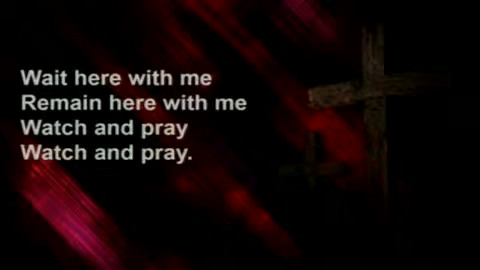 Wait here with me
Remain here with me
Watch and pray
Watch and pray.